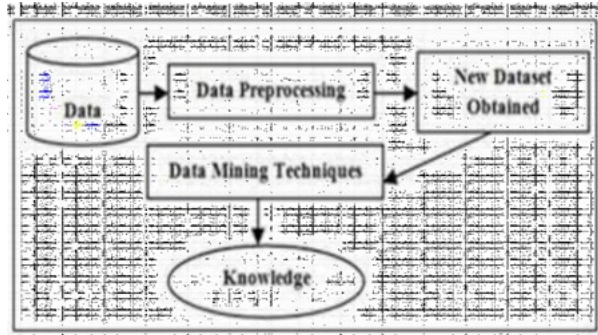 Data
Data Preprocessing
New Dataset
Obtained
Data Mining Techniques
Knowledge